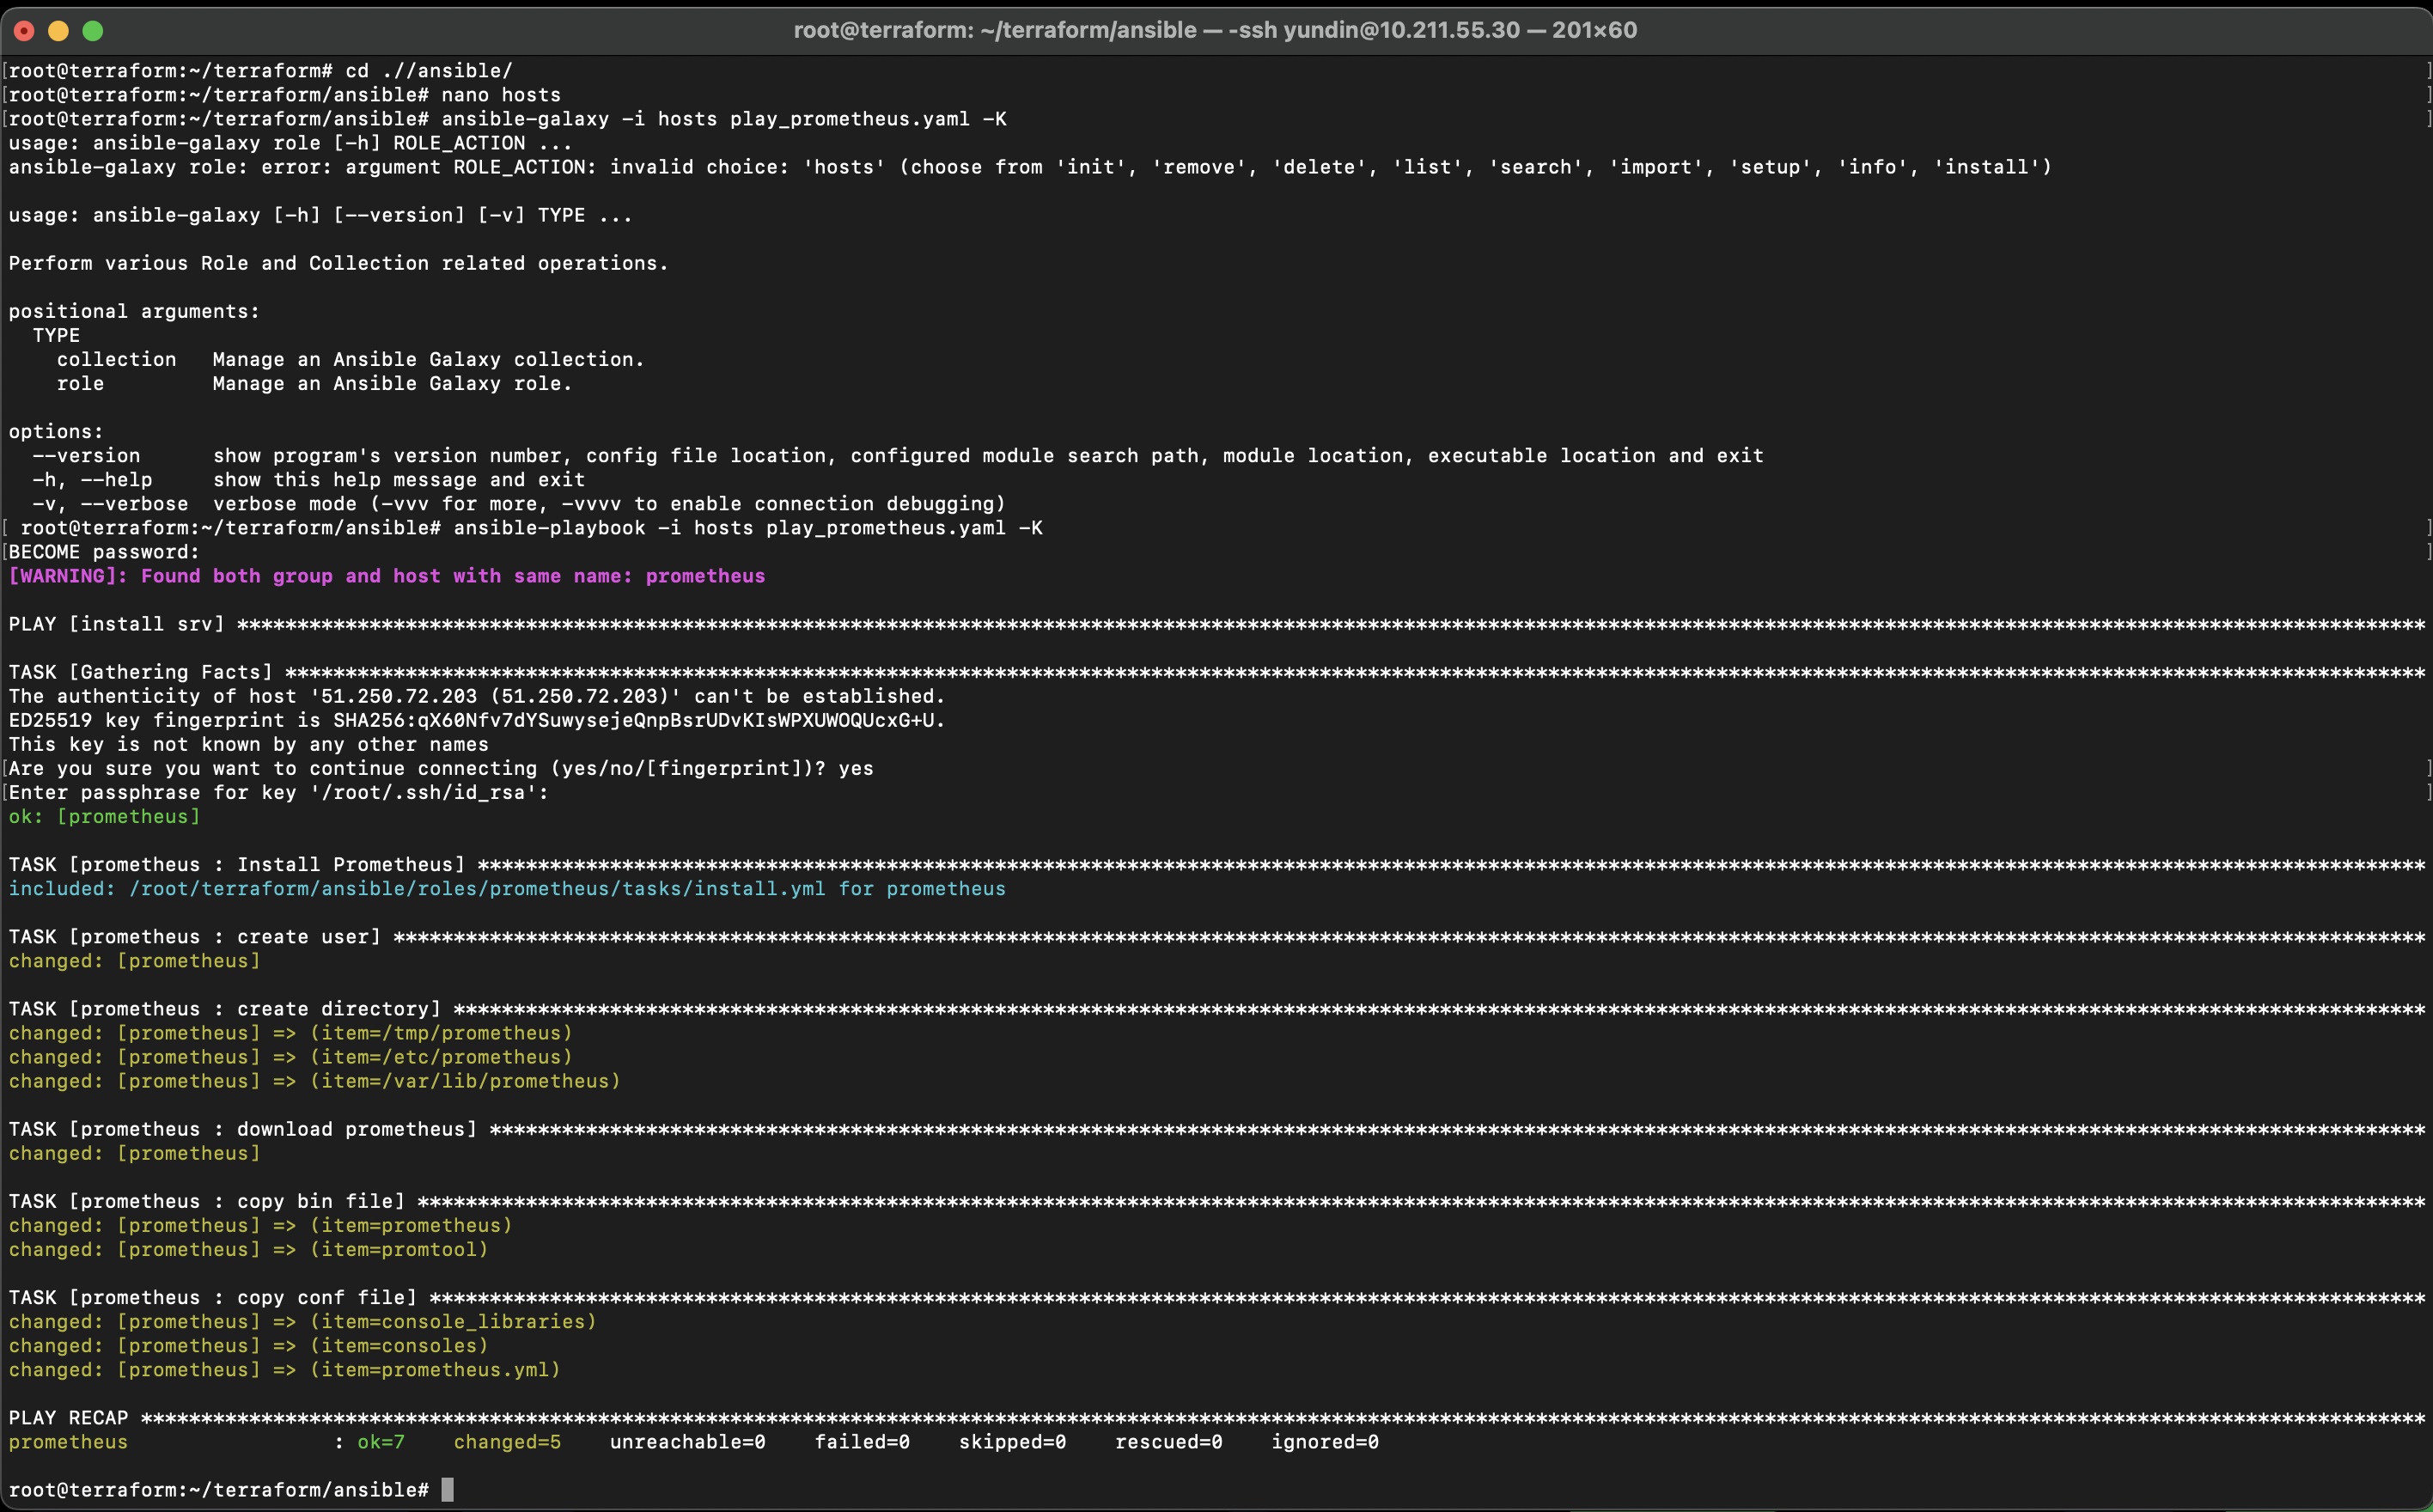 root@terraform: ~/terraform/ansible — -ssh yundin@10.211.55.30 — 201×60
[root@terraform:~/terraform# cd .//ansible/ ]
[root@terraform:~/terraform/ansible# nano hosts ]
[root@terraform:~/terraform/ansible# ansible-galaxy -i hosts play_prometheus.yaml -K ]
usage: ansible-galaxy role [-h] ROLE_ACTION ...
ansible-galaxy role: error: argument ROLE_ACTION: invalid choice: 'hosts' (choose from 'init', 'remove', 'delete', 'list', 'search', 'import', 'setup', 'info', 'install')
usage: ansible-galaxy [-h] [--version] [-v] TYPE ...
Perform various Role and Collection related operations.
positional arguments:
  TYPE
    collection   Manage an Ansible Galaxy collection.
    role         Manage an Ansible Galaxy role.
options:
  --version      show program's version number, config file location, configured module search path, module location, executable location and exit
  -h, --help     show this help message and exit
  -v, --verbose  verbose mode (-vvv for more, -vvvv to enable connection debugging)
[ root@terraform:~/terraform/ansible# ansible-playbook -i hosts play_prometheus.yaml -K ]
[BECOME password: ]
[WARNING]: Found both group and host with same name: prometheus
PLAY [install srv] **************************************************************************************************************************************************************************************
TASK [Gathering Facts] **********************************************************************************************************************************************************************************
The authenticity of host '51.250.72.203 (51.250.72.203)' can't be established.
ED25519 key fingerprint is SHA256:qX60Nfv7dYSuwysejeQnpBsrUDvKIsWPXUWOQUcxG+U.
This key is not known by any other names
[Are you sure you want to continue connecting (yes/no/[fingerprint])? yes ]
[Enter passphrase for key '/root/.ssh/id_rsa': ]
ok: [prometheus]
TASK [prometheus : Install Prometheus] ******************************************************************************************************************************************************************
included: /root/terraform/ansible/roles/prometheus/tasks/install.yml for prometheus
TASK [prometheus : create user] *************************************************************************************************************************************************************************
changed: [prometheus]
TASK [prometheus : create directory] ********************************************************************************************************************************************************************
changed: [prometheus] => (item=/tmp/prometheus)
changed: [prometheus] => (item=/etc/prometheus)
changed: [prometheus] => (item=/var/lib/prometheus)
TASK [prometheus : download prometheus] *****************************************************************************************************************************************************************
changed: [prometheus]
TASK [prometheus : copy bin file] ***********************************************************************************************************************************************************************
changed: [prometheus] => (item=prometheus)
changed: [prometheus] => (item=promtool)
TASK [prometheus : copy conf file] **********************************************************************************************************************************************************************
changed: [prometheus] => (item=console_libraries)
changed: [prometheus] => (item=consoles)
changed: [prometheus] => (item=prometheus.yml)
PLAY RECAP **********************************************************************************************************************************************************************************************
prometheus                 : ok=7    changed=5    unreachable=0    failed=0    skipped=0    rescued=0    ignored=0
root@terraform:~/terraform/ansible#